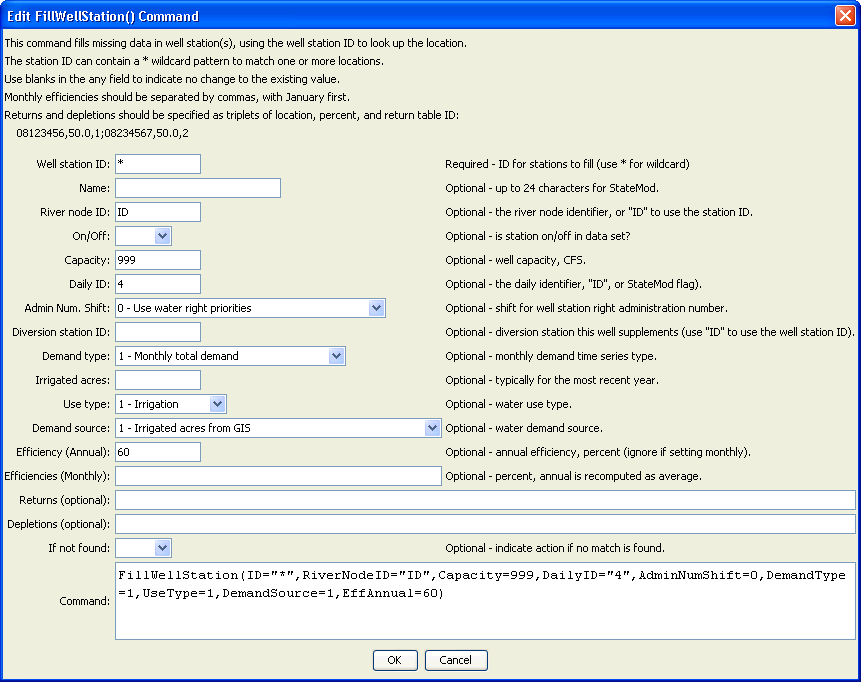 Edit FillWellStation() Command
This command fills missing data in well station(s), using the well station ID to look up the location.
The station ID can contain a * wildcard pattern to match one or more locations.
Use blanks in the any field to indicate no change to the existing value.
Monthly efficiencies should be separated by commas, with January first.
Returns and depletions should be specified as triplets of location, percent, and return table ID:
08123456,50.0,1;08234567,50.0,2
Well station ID: * Required - ID for stations to fill (use * for wildcard)
Name: Optional - up to 24 characters for StateMod.
River node ID: ID Optional - the river node identifier, or "ID" to use the station ID.
On/Off: Optional - is station on/off in data set?
Capacity: 999 Optional - well capacity, CFS.
Daily ID: 4 Optional - the daily identifier, "ID", or StateMod flag).
Admin Num. Shift: 0 - Use water right priorities Optional - shift for well station right administration number.
Diversion station ID: Optional - diversion station this well supplements (use "ID" to use the well station ID).
Demand type: 1 - Monthly total demand Optional - monthly demand time series type.
Irrigated acres: Optional - typically for the most recent year.
Use type: 1 - Irrigation Optional - water use type.
Demand source: 1 - Irrigated acres from GIS Optional - water demand source.
Efficiency (Annual): 60 Optional - annual efficiency, percent (ignore if setting monthly).
Efficiencies (Monthly): Optional - percent, annual is recomputed as average.
Returns (optional):
Depletions (optional):
If not found: Optional - indicate action if no match is found.
Command: FillWellStation(ID="*",RiverNodeID="ID",Capacity=999,DailyID="4",AdminNumShift=0,DemandType
=1,UseType=1,DemandSource=1,EffAnnual=60)
OK Cancel